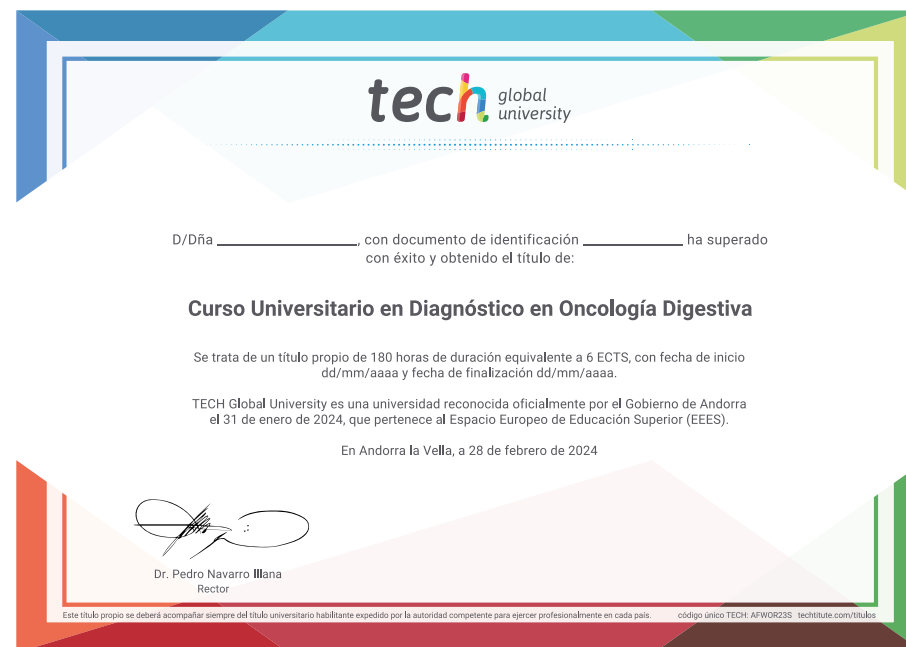 tech global
university
D/Dña ____________________, con documento de identificación ______________ ha superado
con éxito y obtenido el título de:
Curso Universitario en Diagnóstico en Oncología Digestiva
Se trata de un título propio de 180 horas de duración equivalente a 6 ECTS, con fecha de inicio
dd/mm/aaaa y fecha de finalización dd/mm/aaaa.
TECH Global University es una universidad reconocida oficialmente por el Gobierno de Andorra
el 31 de enero de 2024, que pertenece al Espacio Europeo de Educación Superior (EEES).
En Andorra la Vella, a 28 de febrero de 2024
Dr. Pedro Navarro Illana
Rector
Este título propio se deberá acompañar siempre del título universitario habilitante expedido por la autoridad competente para ejercer profesionalmente en cada país. código único TECH: AFWOR23S techtitute.com/titulos